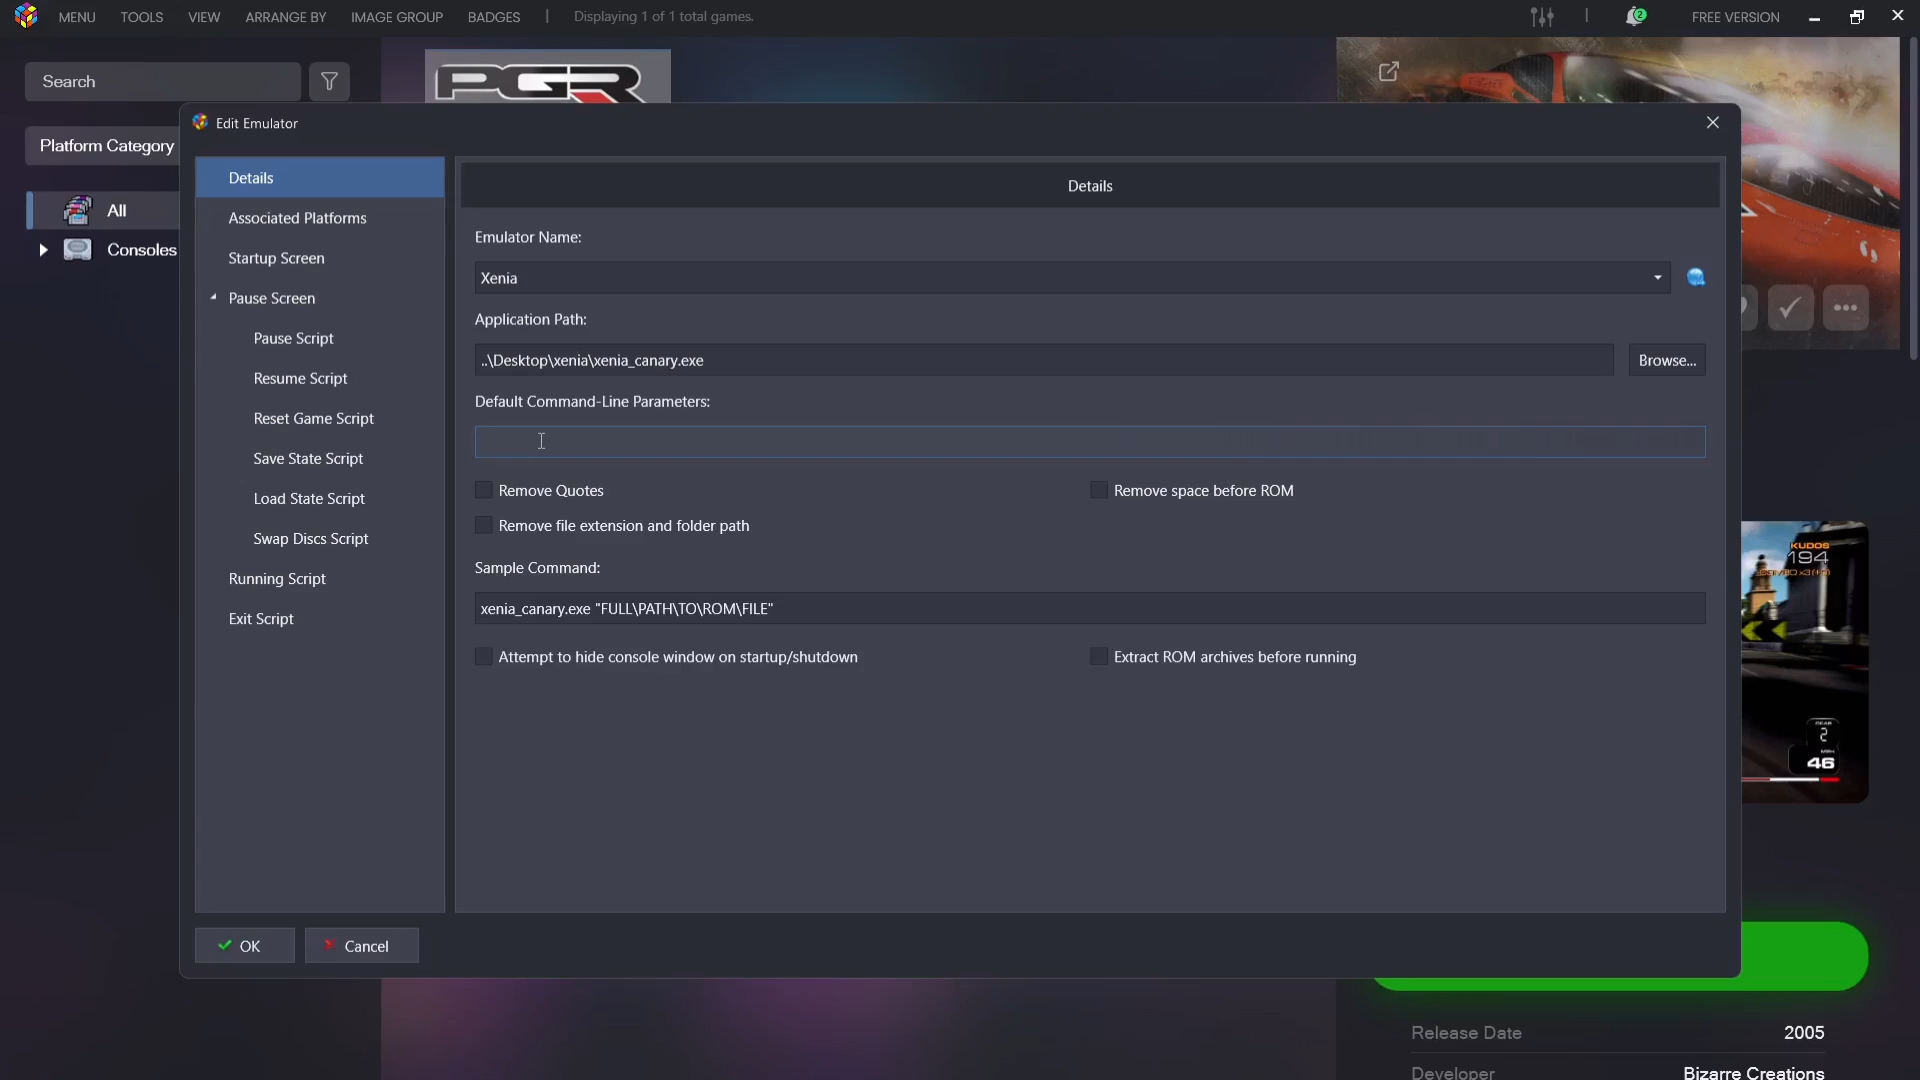 MENU TOOLS VIEW ARRANGE BY IMAGE GROUP BADGES | Displaying 1 of 1 total games. 2 | FREE VERSION
Search
PGR
Platform Category
All
Consoles
Edit Emulator
Details
Associated Platforms
Startup Screen
Pause Screen
Pause Script
Resume Script
Reset Game Script
Save State Script
Load State Script
Swap Discs Script
Running Script
Exit Script
Details
Emulator Name:
Xenia
Application Path:
..\Desktop\xenia\xenia_canary.exe
Browse...
Default Command-Line Parameters:
Remove Quotes
Remove space before ROM
Remove file extension and folder path
Sample Command:
xenia_canary.exe "FULL\PATH\TO\ROM\FILE"
Attempt to hide console window on startup/shutdown
Extract ROM archives before running
OK
Cancel
KUDOS
194
GEAR
2
MPH
46
Release Date 2005
Developer Bizarre Creations